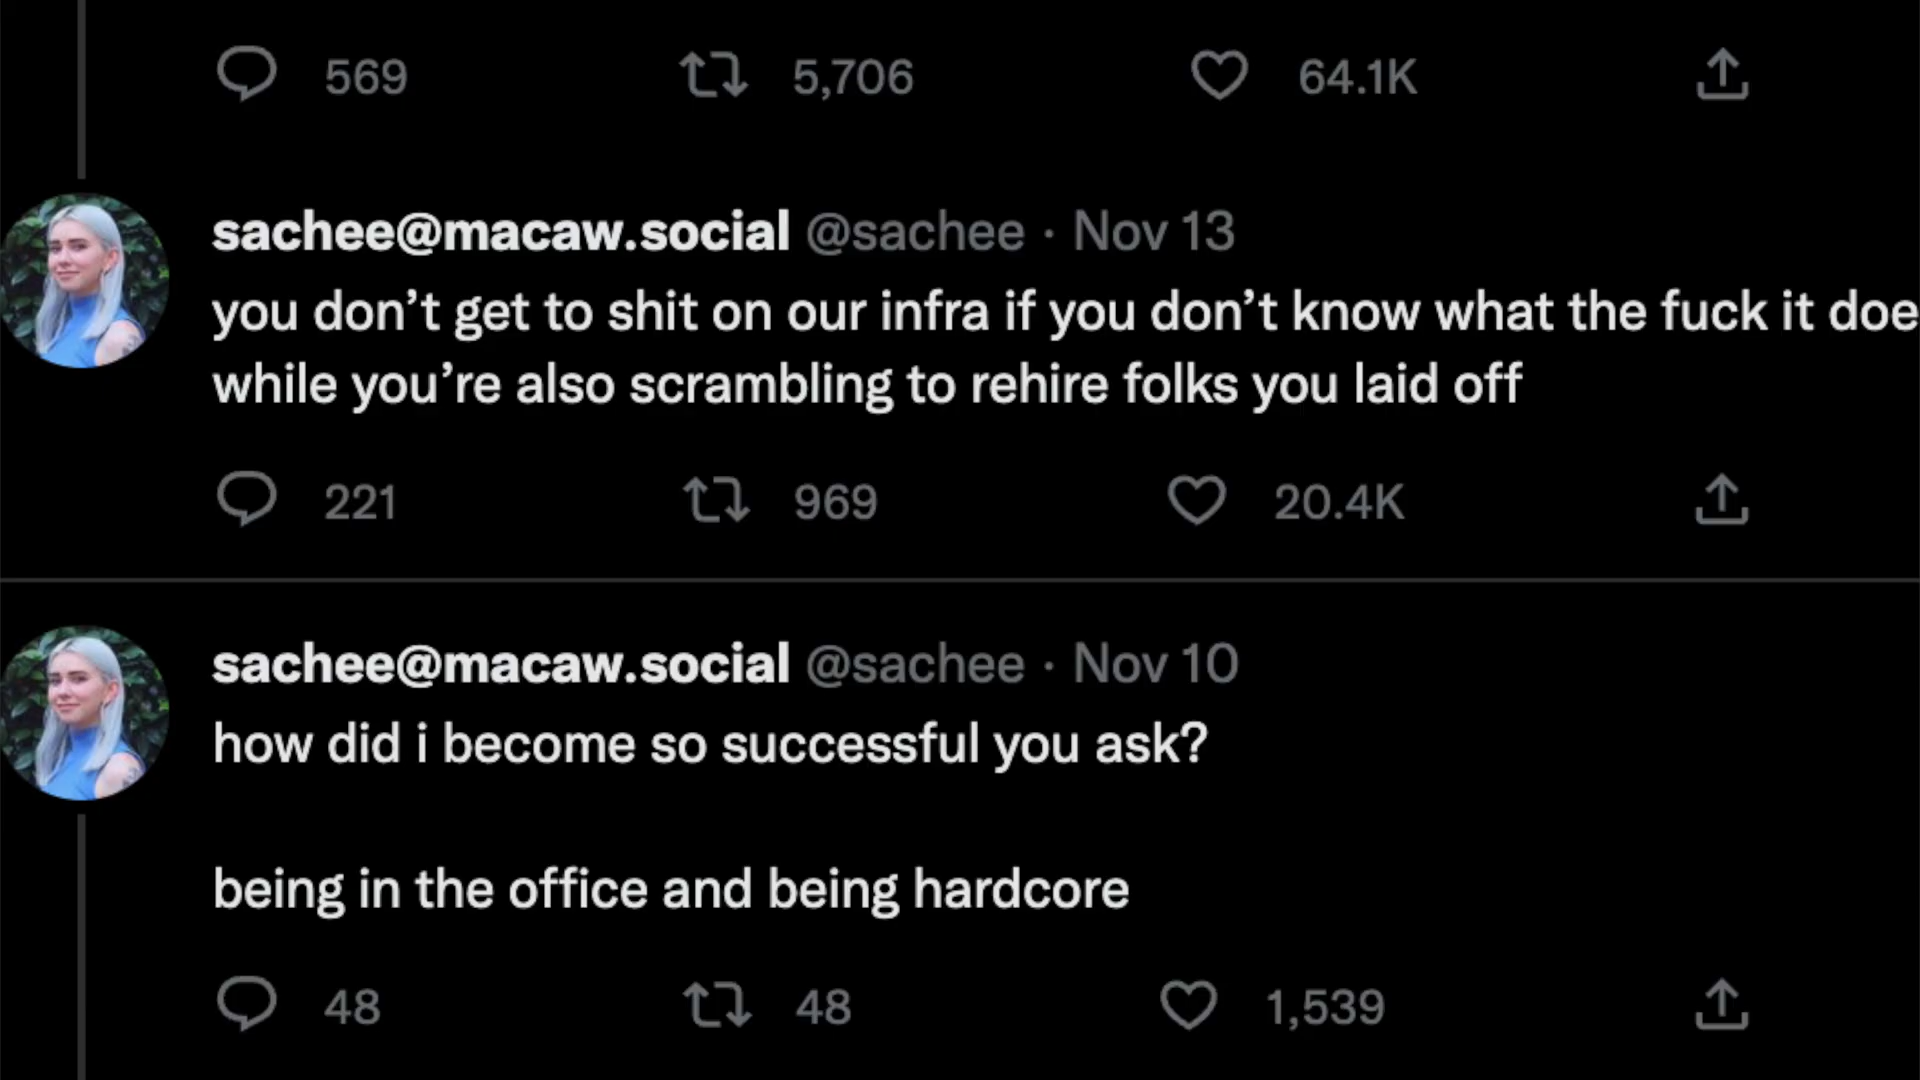 569 5,706 64.1K
sachee@macaw.social @sachee · Nov 13
you don’t get to shit on our infra if you don’t know what the fuck it doe
while you’re also scrambling to rehire folks you laid off
221 969 20.4K
sachee@macaw.social @sachee · Nov 10
how did i become so successful you ask?
being in the office and being hardcore
48 48 1,539